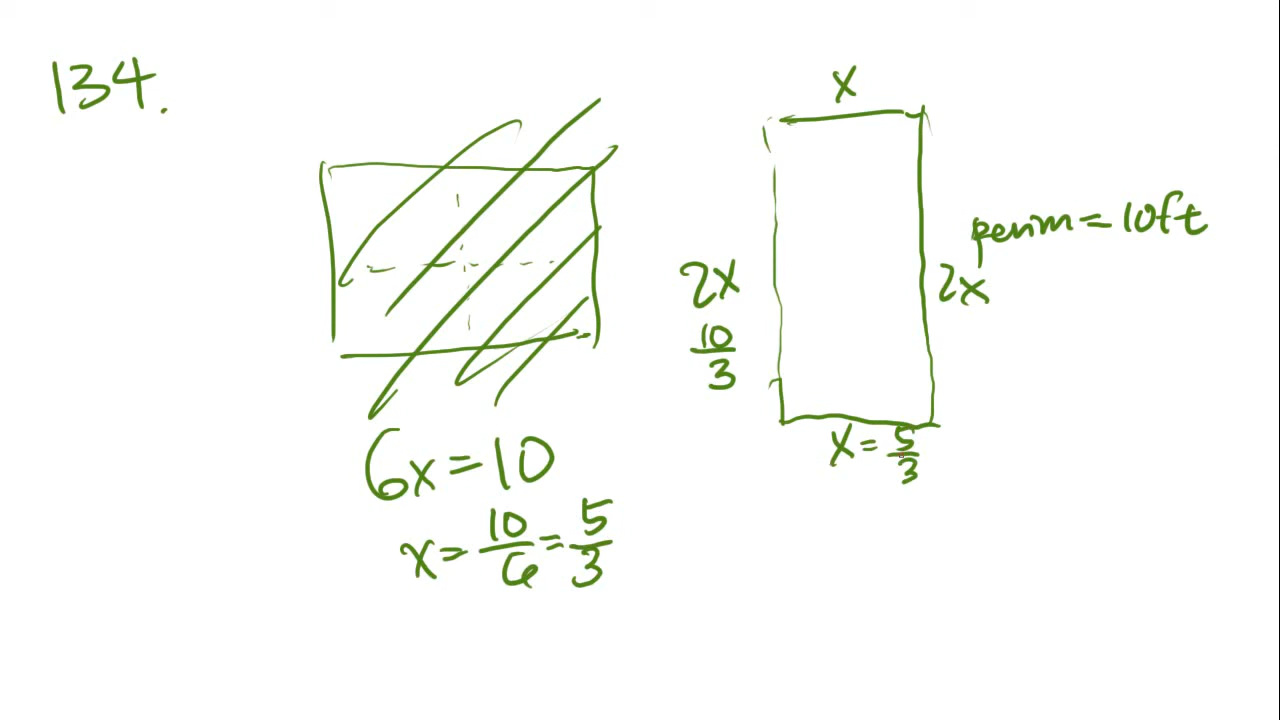 134.
x
perim = 10ft
2x
2x
10/3
x = 5/3
6x = 10
x = 10/6 = 5/3